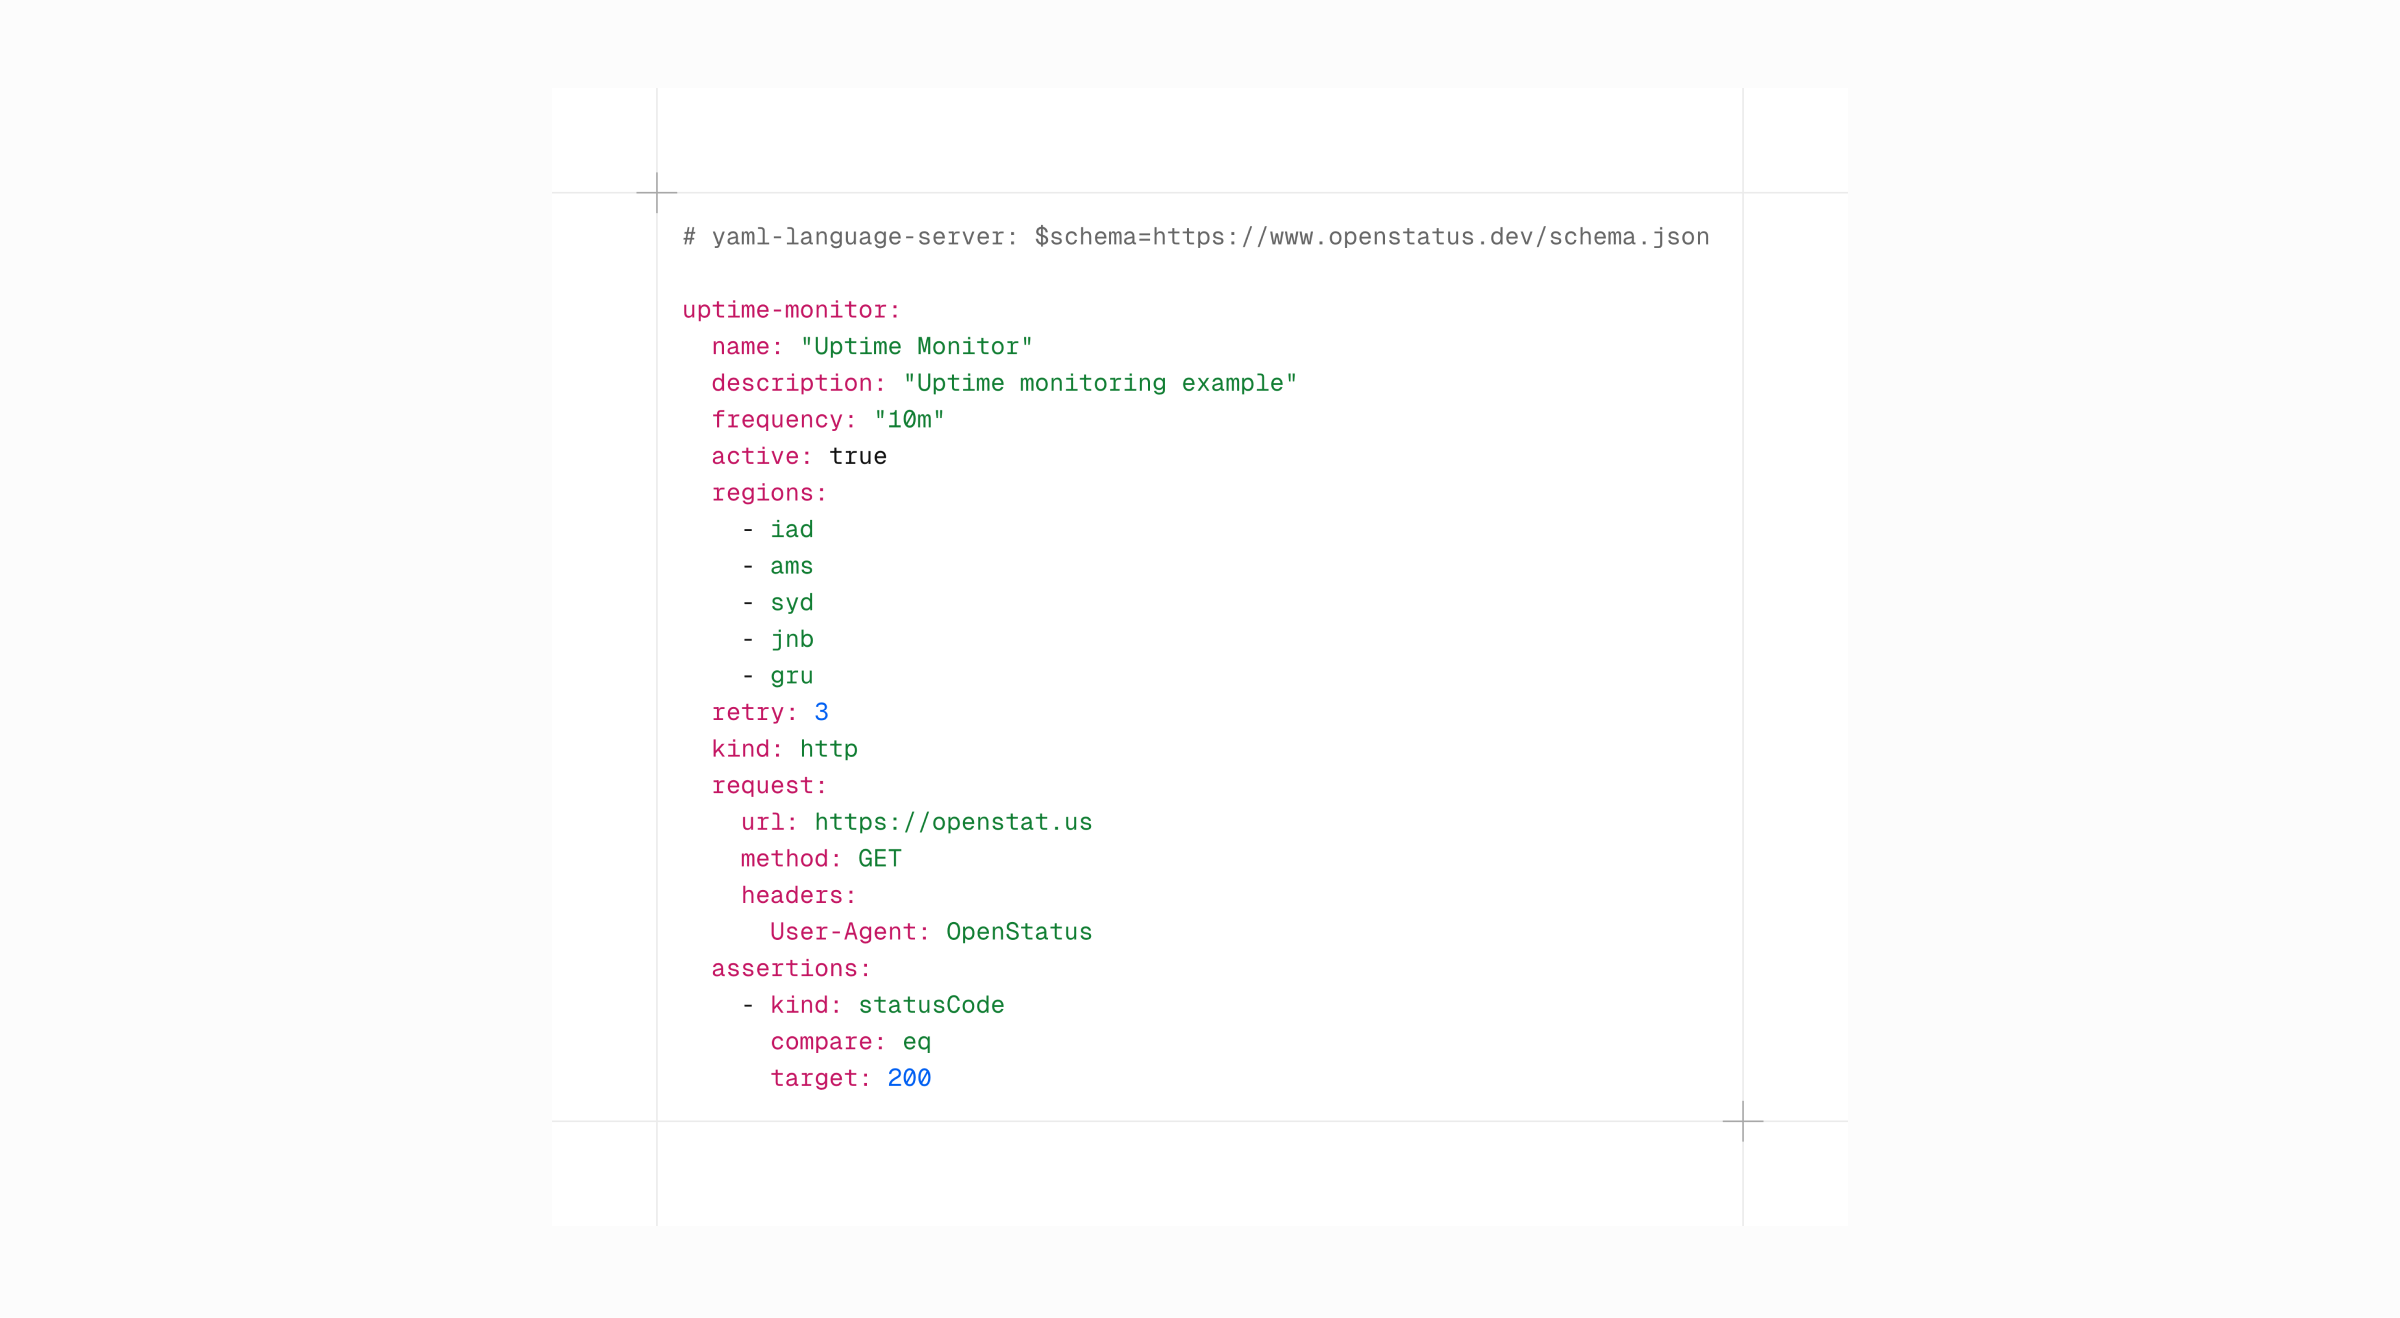 # yaml-language-server: $schema=https://www.openstatus.dev/schema.json

uptime-monitor:
  name: "Uptime Monitor"
  description: "Uptime monitoring example"
  frequency: "10m"
  active: true
  regions:
    - iad
    - ams
    - syd
    - jnb
    - gru
  retry: 3
  kind: http
  request:
    url: https://openstat.us
    method: GET
    headers:
      User-Agent: OpenStatus
  assertions:
    - kind: statusCode
      compare: eq
      target: 200